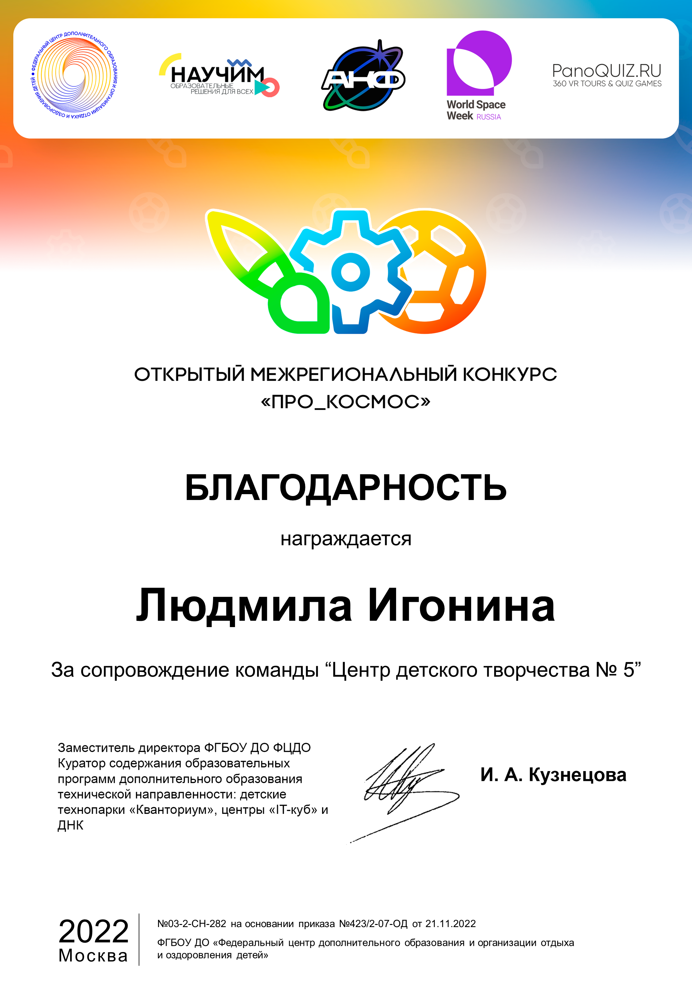 ФЕДЕРАЛЬНЫЙ ЦЕНТР ДОПОЛНИТЕЛЬНОГО ОБРАЗОВАНИЯ И ОРГАНИЗАЦИИ ОТДЫХА И ОЗДОРОВЛЕНИЯ ДЕТЕЙ
НАУЧИМ
ОБРАЗОВАТЕЛЬНЫЕ
РЕШЕНИЯ ДЛЯ ВСЕХ
АКФ
World Space
Week RUSSIA
PanoQUIZ.RU
360 VR TOURS & QUIZ GAMES
ОТКРЫТЫЙ МЕЖРЕГИОНАЛЬНЫЙ КОНКУРС
«ПРО_КОСМОС»
БЛАГОДАРНОСТЬ
награждается
Людмила Игонина
За сопровождение команды “Центр детского творчества № 5”
Заместитель директора ФГБОУ ДО ФЦДО
Куратор содержания образовательных
программ дополнительного образования
технической направленности: детские
технопарки «Кванториум», центры «IT-куб» и
ДНК
И. А. Кузнецова
2022
Москва
№03-2-СН-282 на основании приказа №423/2-07-ОД от 21.11.2022
ФГБОУ ДО «Федеральный центр дополнительного образования и организации отдыха
и оздоровления детей»